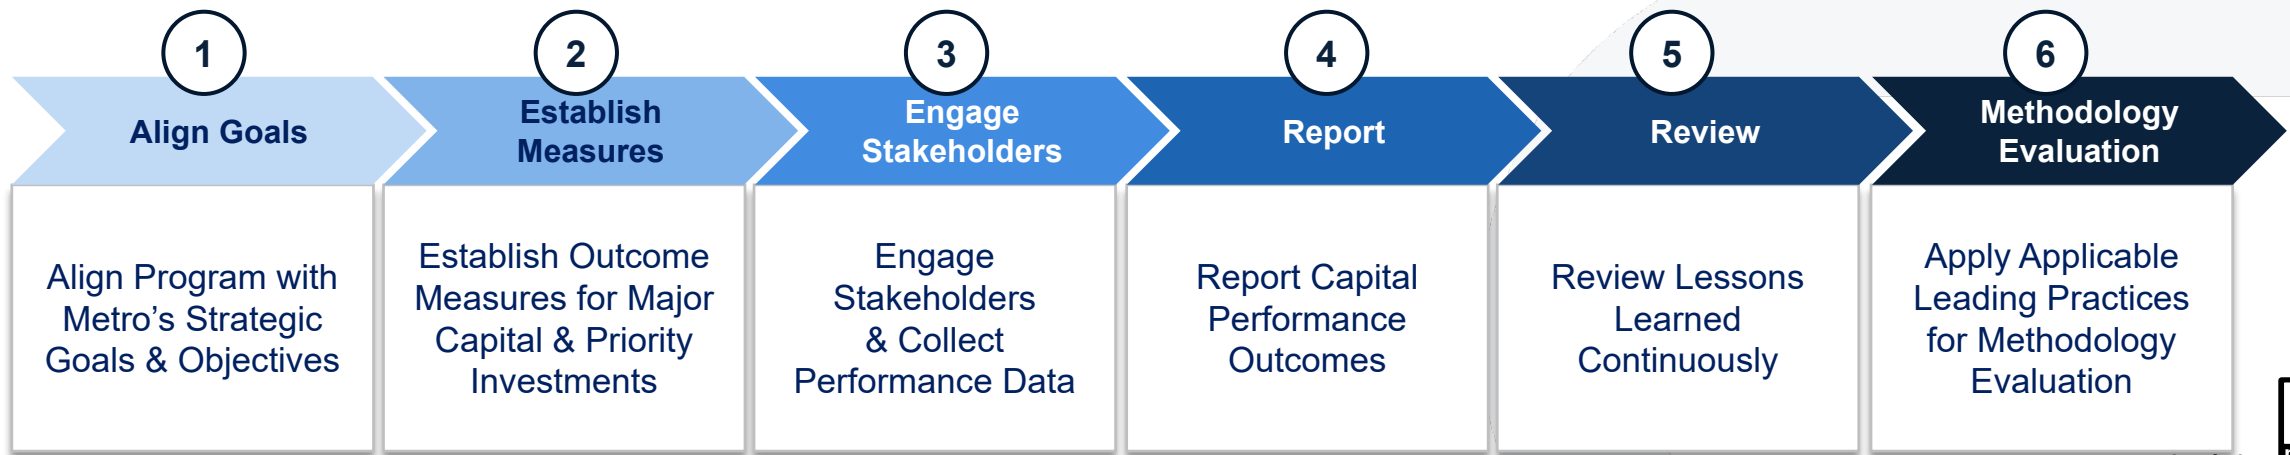 1
Align Goals
Align Program with
Metro's Strategic
Goals & Objectives
2
Establish
Measures
Establish Outcome
Measures for Major
Capital & Priority
Investments
3
Engage
Stakeholders
Engage
Stakeholders
& Collect
Performance Data
4
Report
Report Capital
Performance
Outcomes
5
Review
Review Lessons
Learned
Continuously
6
Methodology
Evaluation
Apply Applicable
Leading Practices
for Methodology
Evaluation